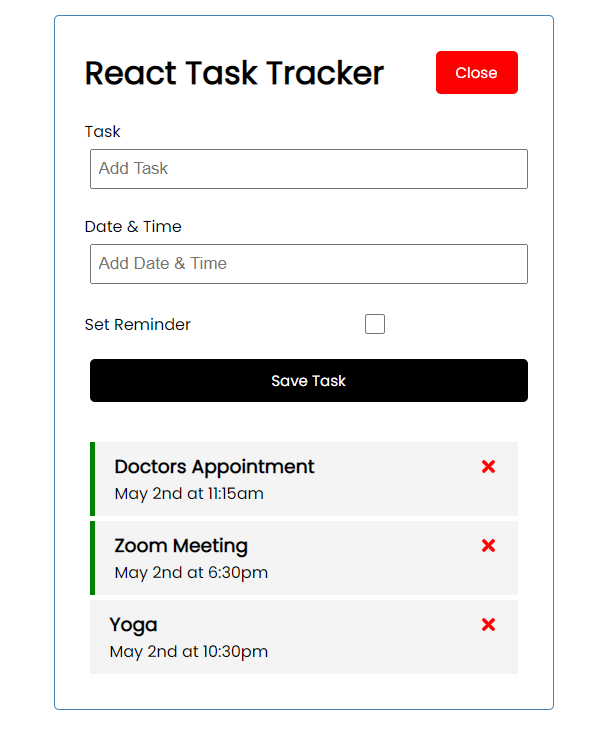 React Task Tracker
Close
Task
Add Task
Date & Time
Add Date & Time
Set Reminder
Save Task
Doctors Appointment
May 2nd at 11:15am
Zoom Meeting
May 2nd at 6:30pm
Yoga
May 2nd at 10:30pm